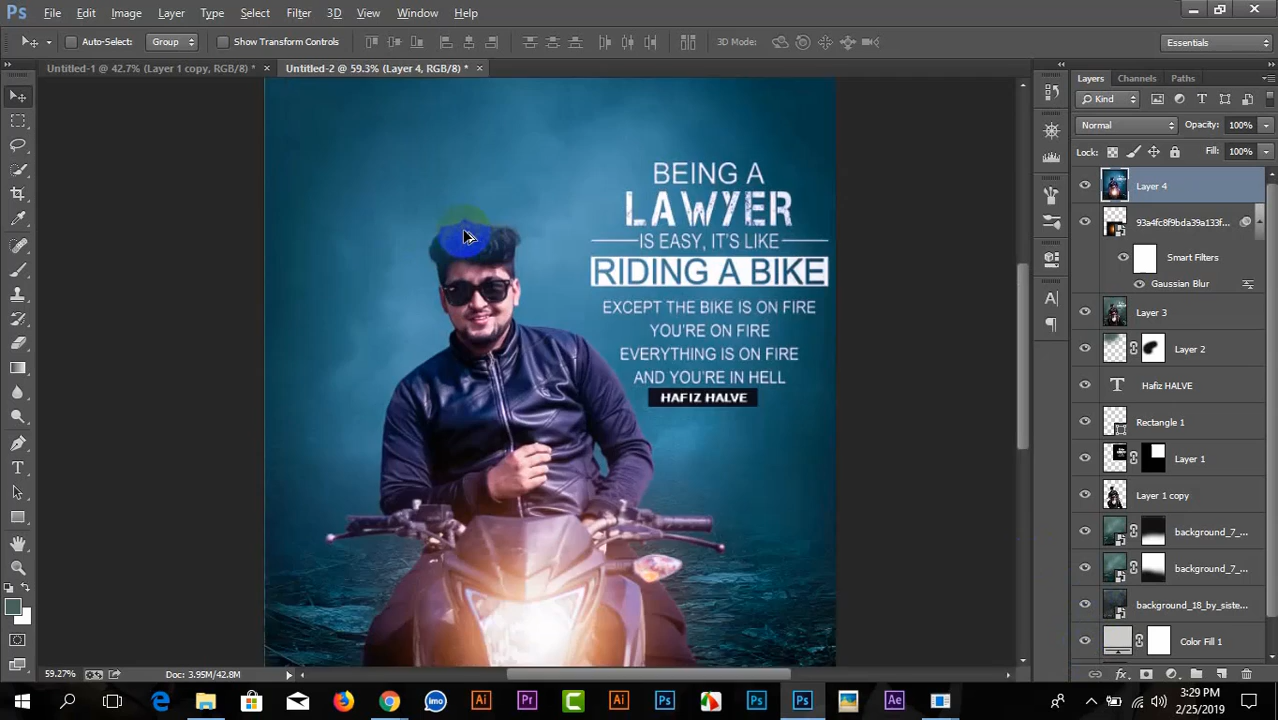 File Edit Image Layer Type Select Filter 3D View Window Help
Auto-Select: Group Show Transform Controls 3D Mode: Essentials
Untitled-1 @ 42.7% (Layer 1 copy, RGB/8) * Untitled-2 @ 59.3% (Layer 4, RGB/8) *
Layers Channels Paths
Kind
Normal Opacity: 100%
Lock: Fill: 100%
Layer 4
93a4fc8f9bda39a133f...
Smart Filters
Gaussian Blur
Layer 3
Layer 2
Hafiz HALVE
Rectangle 1
Layer 1
Layer 1 copy
background_7_...
background_7_...
background_18_by_siste...
Color Fill 1
BEING A
LAWYER
IS EASY, IT'S LIKE
RIDING A BIKE
EXCEPT THE BIKE IS ON FIRE
YOU'RE ON FIRE
EVERYTHING IS ON FIRE
AND YOU'RE IN HELL
HAFIZ HALVE
59.27% Doc: 3.95M/42.8M
3:29 PM
2/25/2019